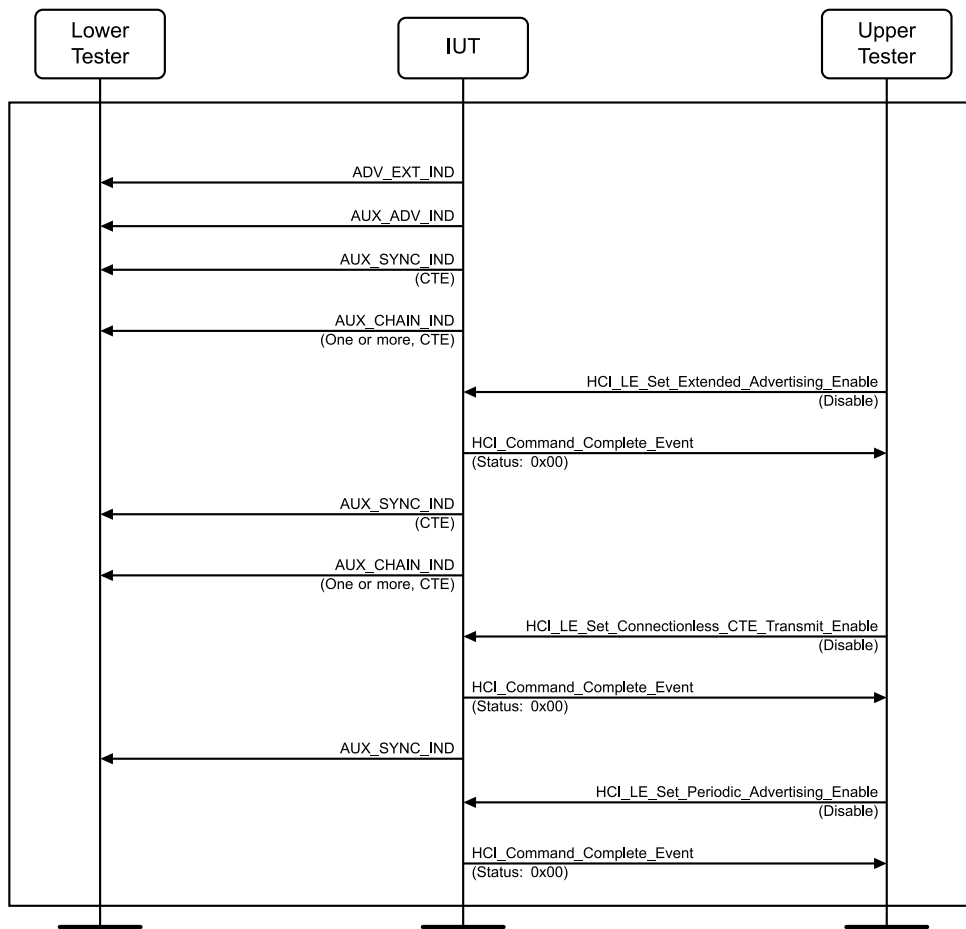 Lower
Tester
IUT
Upper
Tester
ADV_EXT_IND
AUX_ADV_IND
AUX_SYNC_IND
(CTE)
AUX_CHAIN_IND
(One or more, CTE)
HCI_LE_Set_Extended_Advertising_Enable
(Disable)
HCI_Command_Complete_Event
(Status: 0x00)
AUX_SYNC_IND
(CTE)
AUX_CHAIN_IND
(One or more, CTE)
HCI_LE_Set_Connectionless_CTE_Transmit_Enable
(Disable)
HCI_Command_Complete_Event
(Status: 0x00)
AUX_SYNC_IND
HCI_LE_Set_Periodic_Advertising_Enable
(Disable)
HCI_Command_Complete_Event
(Status: 0x00)